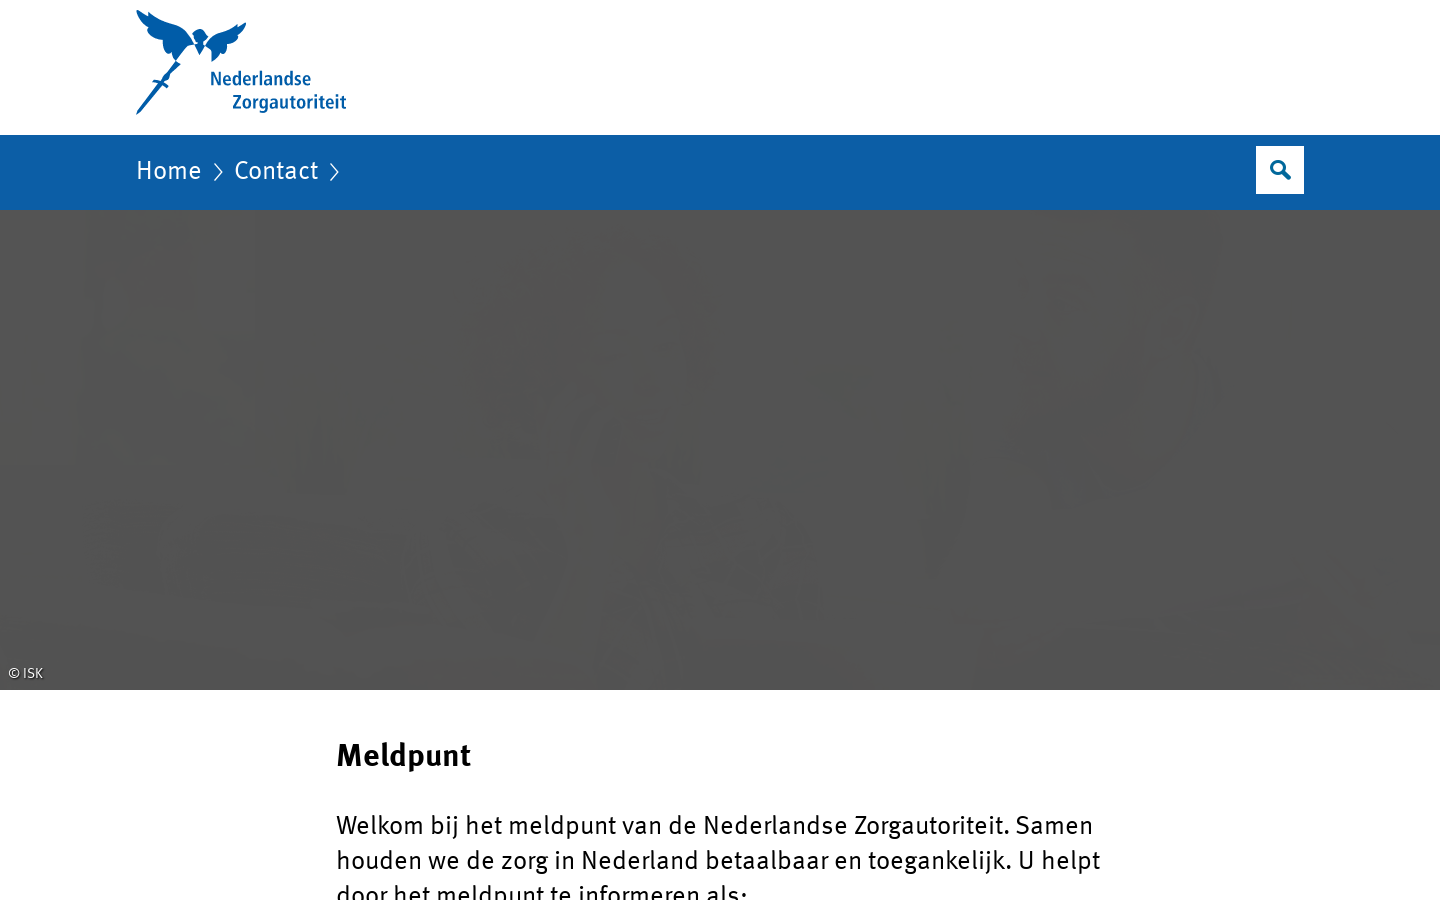 Nederlandse
Zorgautoriteit
Home
Contact
© ISK
Meldpunt
Welkom bij het meldpunt van de Nederlandse Zorgautoriteit. Samen
houden we de zorg in Nederland betaalbaar en toegankelijk. U helpt
door het meldpunt te informeren als: